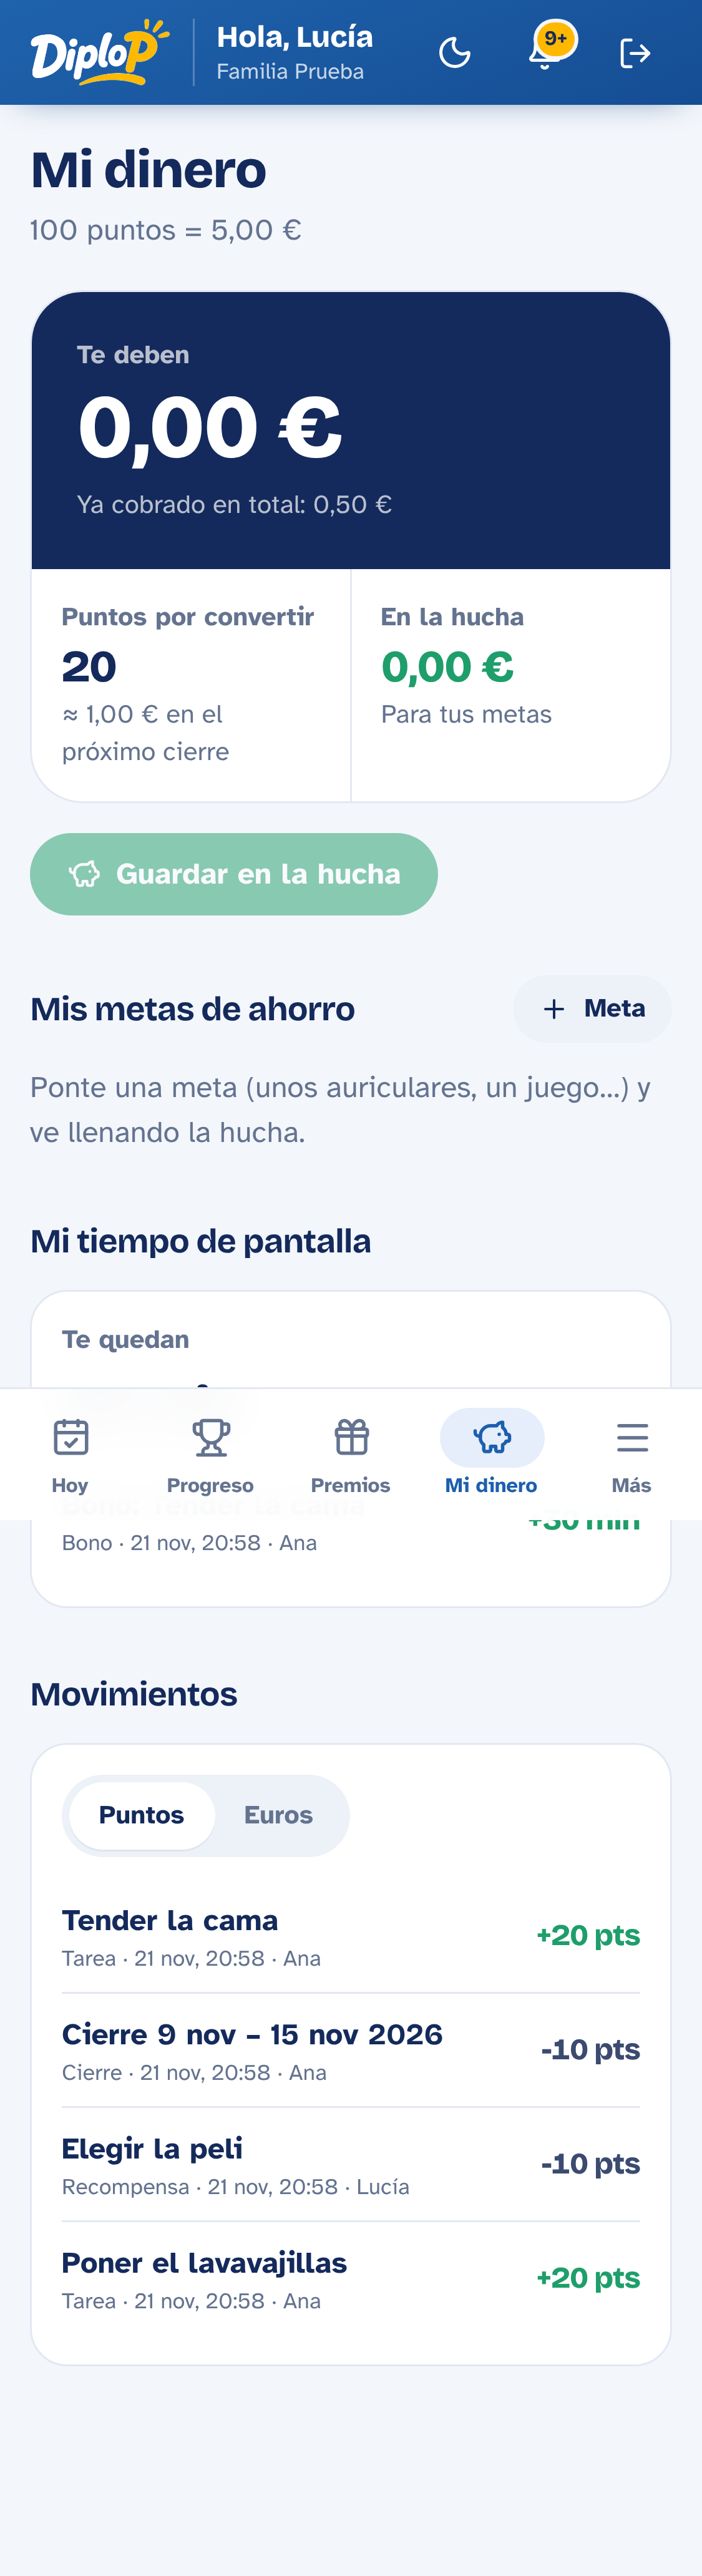 DiploP
Hola, Lucía
Familia Prueba
9+
Mi dinero
100 puntos = 5,00 €
Te deben
0,00 €
Ya cobrado en total: 0,50 €
Puntos por convertir
20
≈ 1,00 € en el
próximo cierre
En la hucha
0,00 €
Para tus metas
Guardar en la hucha
Mis metas de ahorro
+ Meta
Ponte una meta (unos auriculares, un juego...) y
ve llenando la hucha.
Mi tiempo de pantalla
Te quedan
Hoy
Progreso
Premios
Mi dinero
Más
Bono: Tender la cama
+30 min
Bono · 21 nov, 20:58 · Ana
Movimientos
Puntos
Euros
Tender la cama
+20 pts
Tarea · 21 nov, 20:58 · Ana
Cierre 9 nov – 15 nov 2026
-10 pts
Cierre · 21 nov, 20:58 · Ana
Elegir la peli
-10 pts
Recompensa · 21 nov, 20:58 · Lucía
Poner el lavavajillas
+20 pts
Tarea · 21 nov, 20:58 · Ana